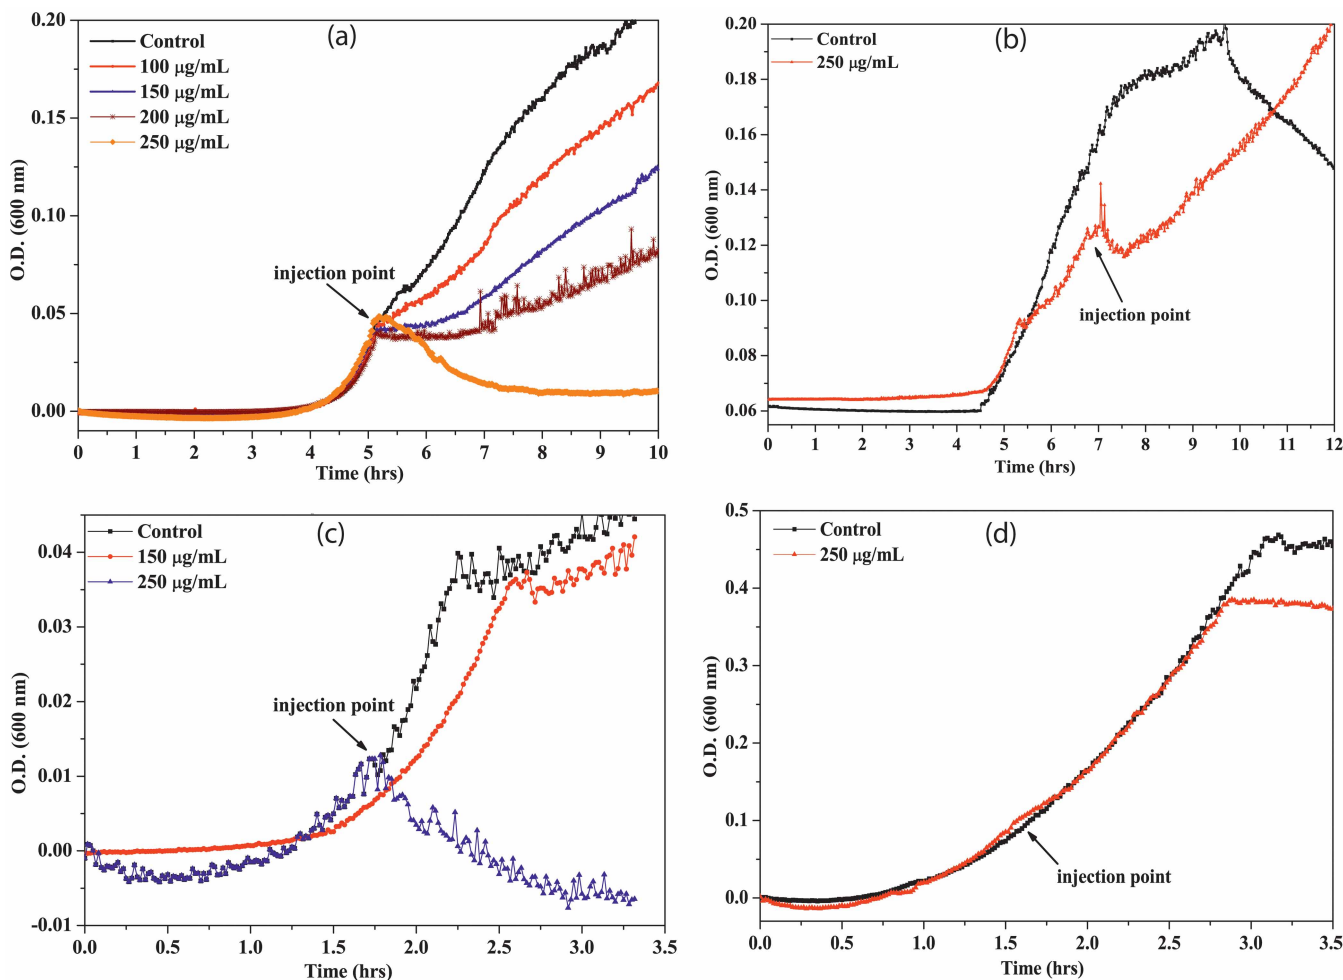 (a)
Control
100 µg/mL
150 µg/mL
200 µg/mL
250 µg/mL
injection point
0.20
0.15
0.10
0.05
0.00
O.D. (600 nm)
0 1 2 3 4 5 6 7 8 9 10
Time (hrs)
(b)
Control
250 µg/mL
injection point
0.20
0.18
0.16
0.14
0.12
0.10
0.08
0.06
O.D. (600 nm)
0 1 2 3 4 5 6 7 8 9 10 11 12
Time (hrs)
(c)
Control
150 µg/mL
250 µg/mL
injection point
0.04
0.03
0.02
0.01
0.00
-0.01
O.D. (600 nm)
0.0 0.5 1.0 1.5 2.0 2.5 3.0 3.5
Time (hrs)
(d)
Control
250 µg/mL
injection point
0.5
0.4
0.3
0.2
0.1
0.0
O.D. (600 nm)
0.0 0.5 1.0 1.5 2.0 2.5 3.0 3.5
Time (hrs)